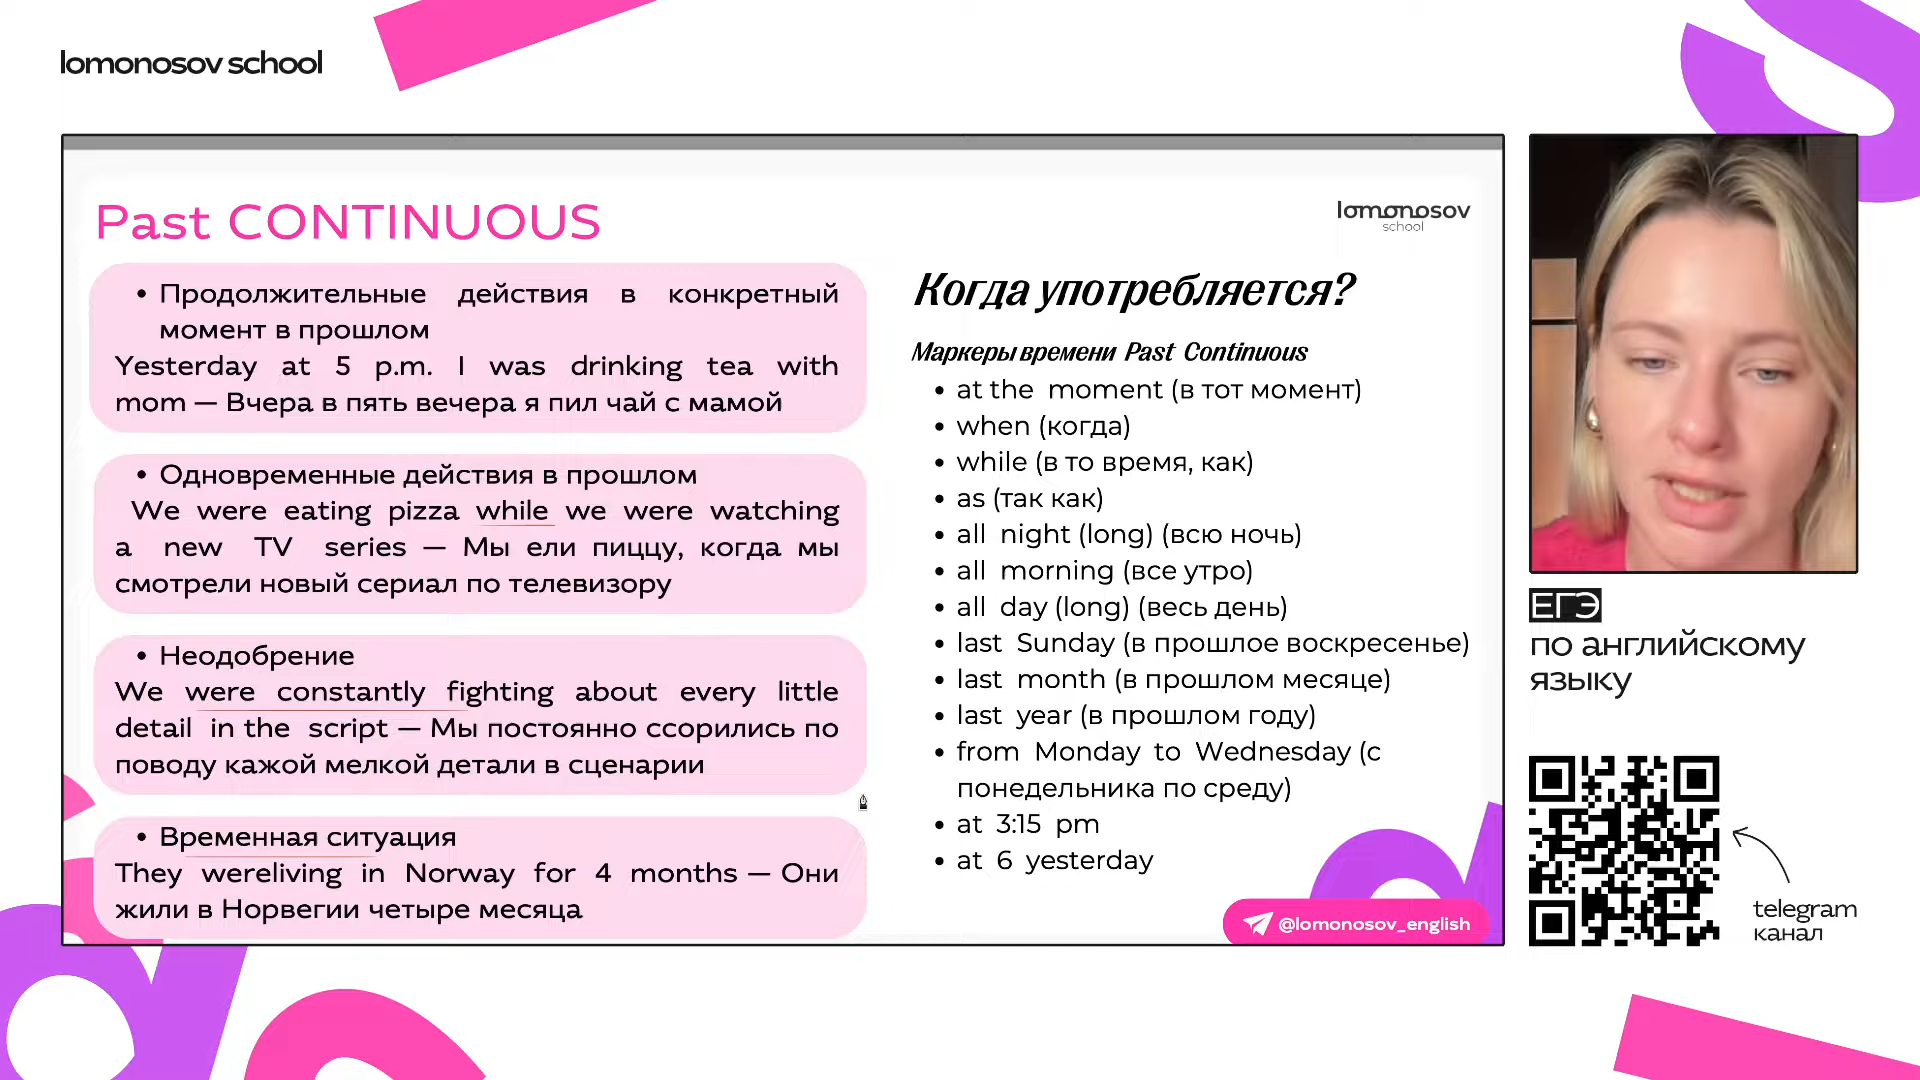 lomonosov school
Past CONTINUOUS
lomonosov
school
• Продолжительные действия в конкретный
момент в прошлом
Yesterday at 5 p.m. I was drinking tea with
mom — Вчера в пять вечера я пил чай с мамой
• Одновременные действия в прошлом
We were eating pizza while we were watching
a new TV series — Мы ели пиццу, когда мы
смотрели новый сериал по телевизору
• Неодобрение
We were constantly fighting about every little
detail in the script — Мы постоянно ссорились по
поводу кажой мелкой детали в сценарии
• Временная ситуация
They wereliving in Norway for 4 months — Они
жили в Норвегии четыре месяца
Когда употребляется?
Маркеры времени Past Continuous
• at the moment (в тот момент)
• when (когда)
• while (в то время, как)
• as (так как)
• all night (long) (всю ночь)
• all morning (все утро)
• all day (long) (весь день)
• last Sunday (в прошлое воскресенье)
• last month (в прошлом месяце)
• last year (в прошлом году)
• from Monday to Wednesday (с
понедельника по среду)
• at 3:15 pm
• at 6 yesterday
@lomonosov_english
ЕГЭ
по английскому
языку
telegram
канал